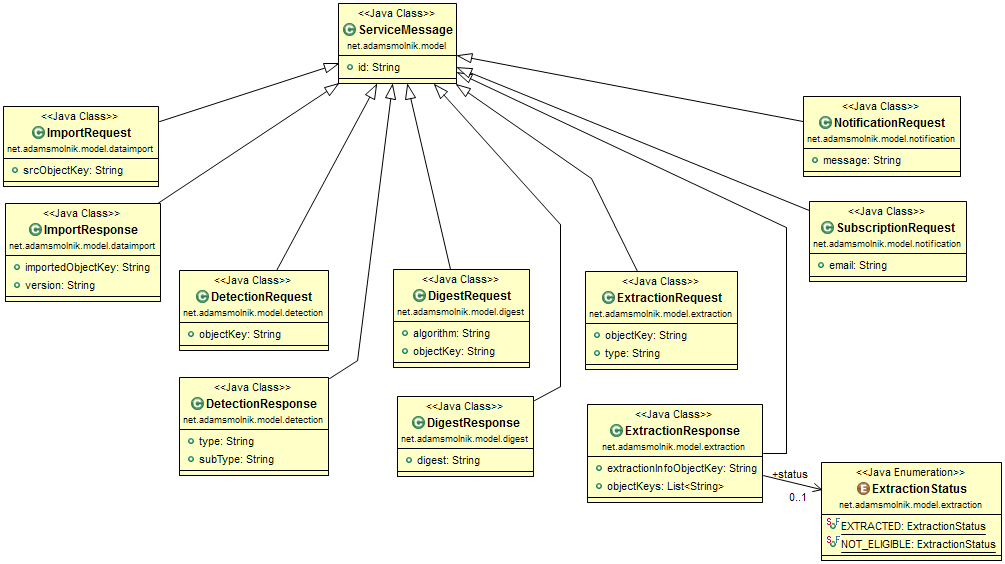 <<Java Class>>
ServiceMessage
net.adamsmolnik.model
id: String
<<Java Class>>
ImportRequest
net.adamsmolnik.model.dataimport
srcObjectKey: String
<<Java Class>>
NotificationRequest
net.adamsmolnik.model.notification
message: String
<<Java Class>>
ImportResponse
net.adamsmolnik.model.dataimport
importedObjectKey: String
version: String
<<Java Class>>
SubscriptionRequest
net.adamsmolnik.model.notification
email: String
<<Java Class>>
DetectionRequest
net.adamsmolnik.model.detection
objectKey: String
<<Java Class>>
DigestRequest
net.adamsmolnik.model.digest
algorithm: String
objectKey: String
<<Java Class>>
ExtractionRequest
net.adamsmolnik.model.extraction
objectKey: String
type: String
<<Java Class>>
DetectionResponse
net.adamsmolnik.model.detection
type: String
subType: String
<<Java Class>>
DigestResponse
net.adamsmolnik.model.digest
digest: String
<<Java Class>>
ExtractionResponse
net.adamsmolnik.model.extraction
extractionInfoObjectKey: String
objectKeys: List<String>
+status
0..1
<<Java Enumeration>>
ExtractionStatus
net.adamsmolnik.model.extraction
EXTRACTED: ExtractionStatus
NOT_ELIGIBLE: ExtractionStatus